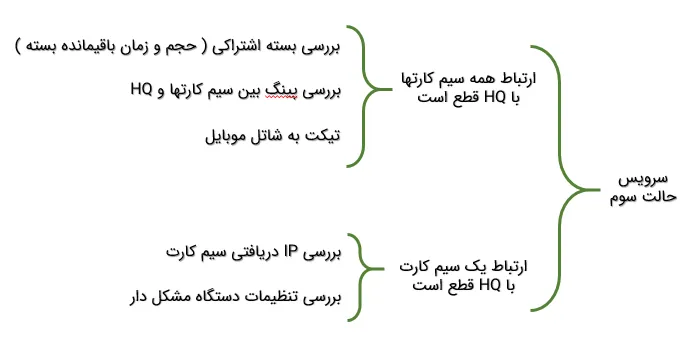 سرویس
حالت سوم
ارتباط همه سیم کارتها
با HQ قطع است
بررسی بسته اشتراکی ( حجم و زمان باقیمانده بسته )
بررسی پینگ بین سیم کارتها و HQ
تیکت به شاتل موبایل
ارتباط یک سیم کارت
با HQ قطع است
بررسی IP دریافتی سیم کارت
بررسی تنظیمات دستگاه مشکل دار